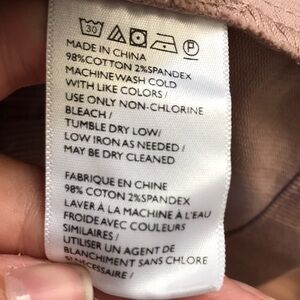 30 P
MADE IN CHINA
98%COTTON 2%SPANDEX
MACHINE WASH COLD
WITH LIKE COLORS /
USE ONLY NON-CHLORINE
BLEACH /
TUMBLE DRY LOW/
LOW IRON AS NEEDED /
MAY BE DRY CLEANED
FABRIQUE EN CHINE
98% COTON 2%SPANDEX
LAVER À LA MACHINE À L'EAU
FROIDE AVEC COULEURS
SIMILAIRES /
UTILISER UN AGENT DE
BLANCHIMENT SANS CHLORE
SI NECESSAIRE /